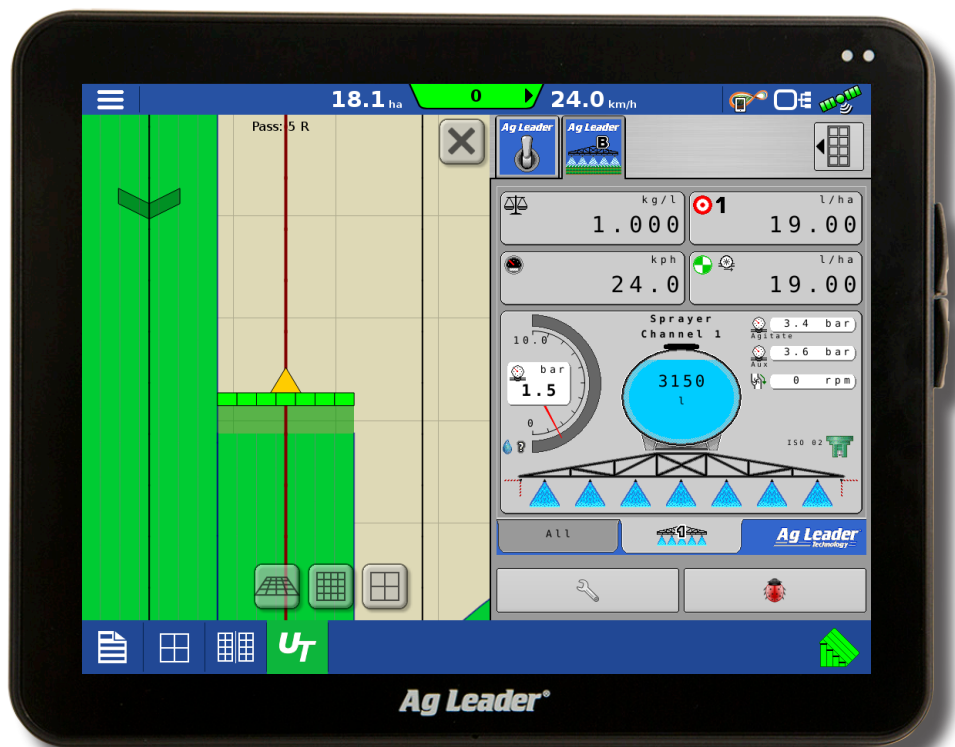 18.1 ha
0
24.0 km/h
Pass: 5 R
Ag Leader
Ag Leader
B
kg/l
1.000
1
l/ha
19.00
kph
24.0
l/ha
19.00
Sprayer
Channel 1
10.0
bar
1.5
0
?
3150
l
3.4 bar
Agitate
3.6 bar
Aux
0 rpm
ISO 02
All
1
Ag Leader
Technology
UT
Ag Leader®